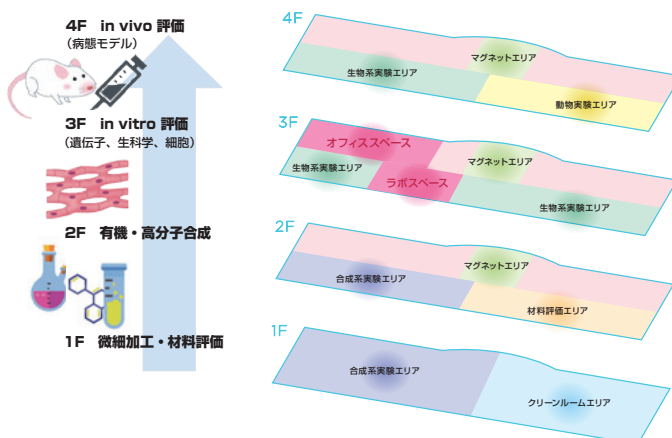 4F in vivo 評価
（病態モデル）
3F in vitro 評価
（遺伝子、生科学、細胞）
2F 有機・高分子合成
1F 微細加工・材料評価
4F
マグネットエリア
生物系実験エリア
動物実験エリア
3F
オフィススペース
マグネットエリア
生物系実験エリア
ラボスペース
生物系実験エリア
2F
マグネットエリア
合成系実験エリア
材料評価エリア
1F
合成系実験エリア
クリーンルームエリア